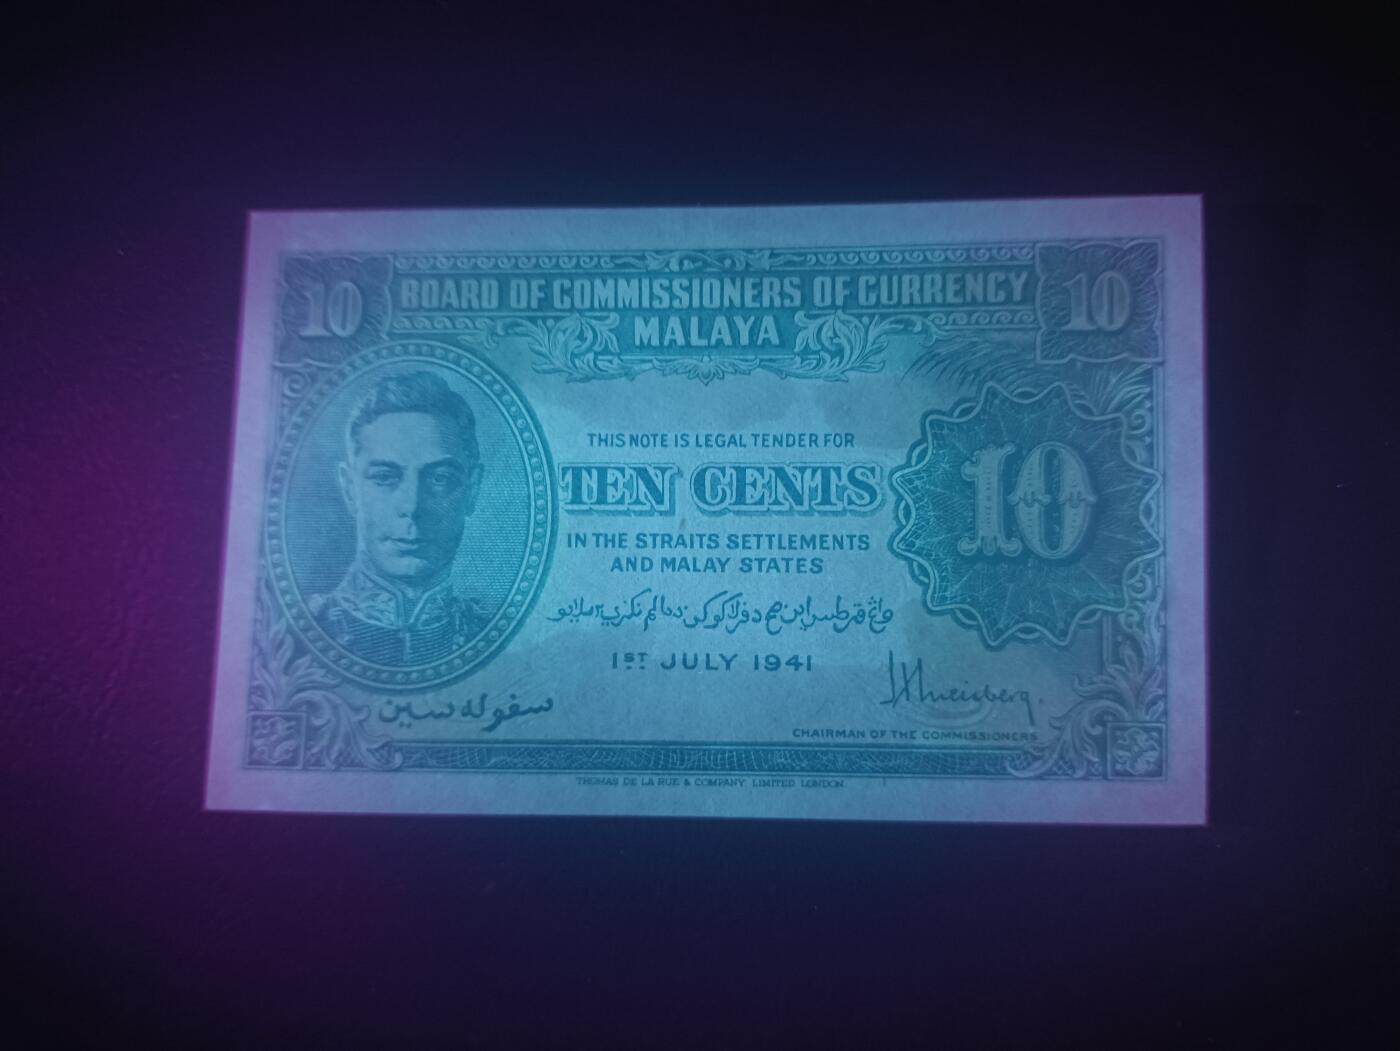 10 BOARD OF COMMISSIONERS OF CURRENCY 10
MALAYA
THIS NOTE IS LEGAL TENDER FOR
TEN CENTS
10
IN THE STRAITS SETTLEMENTS
AND MALAY STATES
1ST JULY 1941
سڤوله سين
CHAIRMAN OF THE COMMISSIONERS
THOMAS DE LA RUE & COMPANY, LIMITED, LONDON.